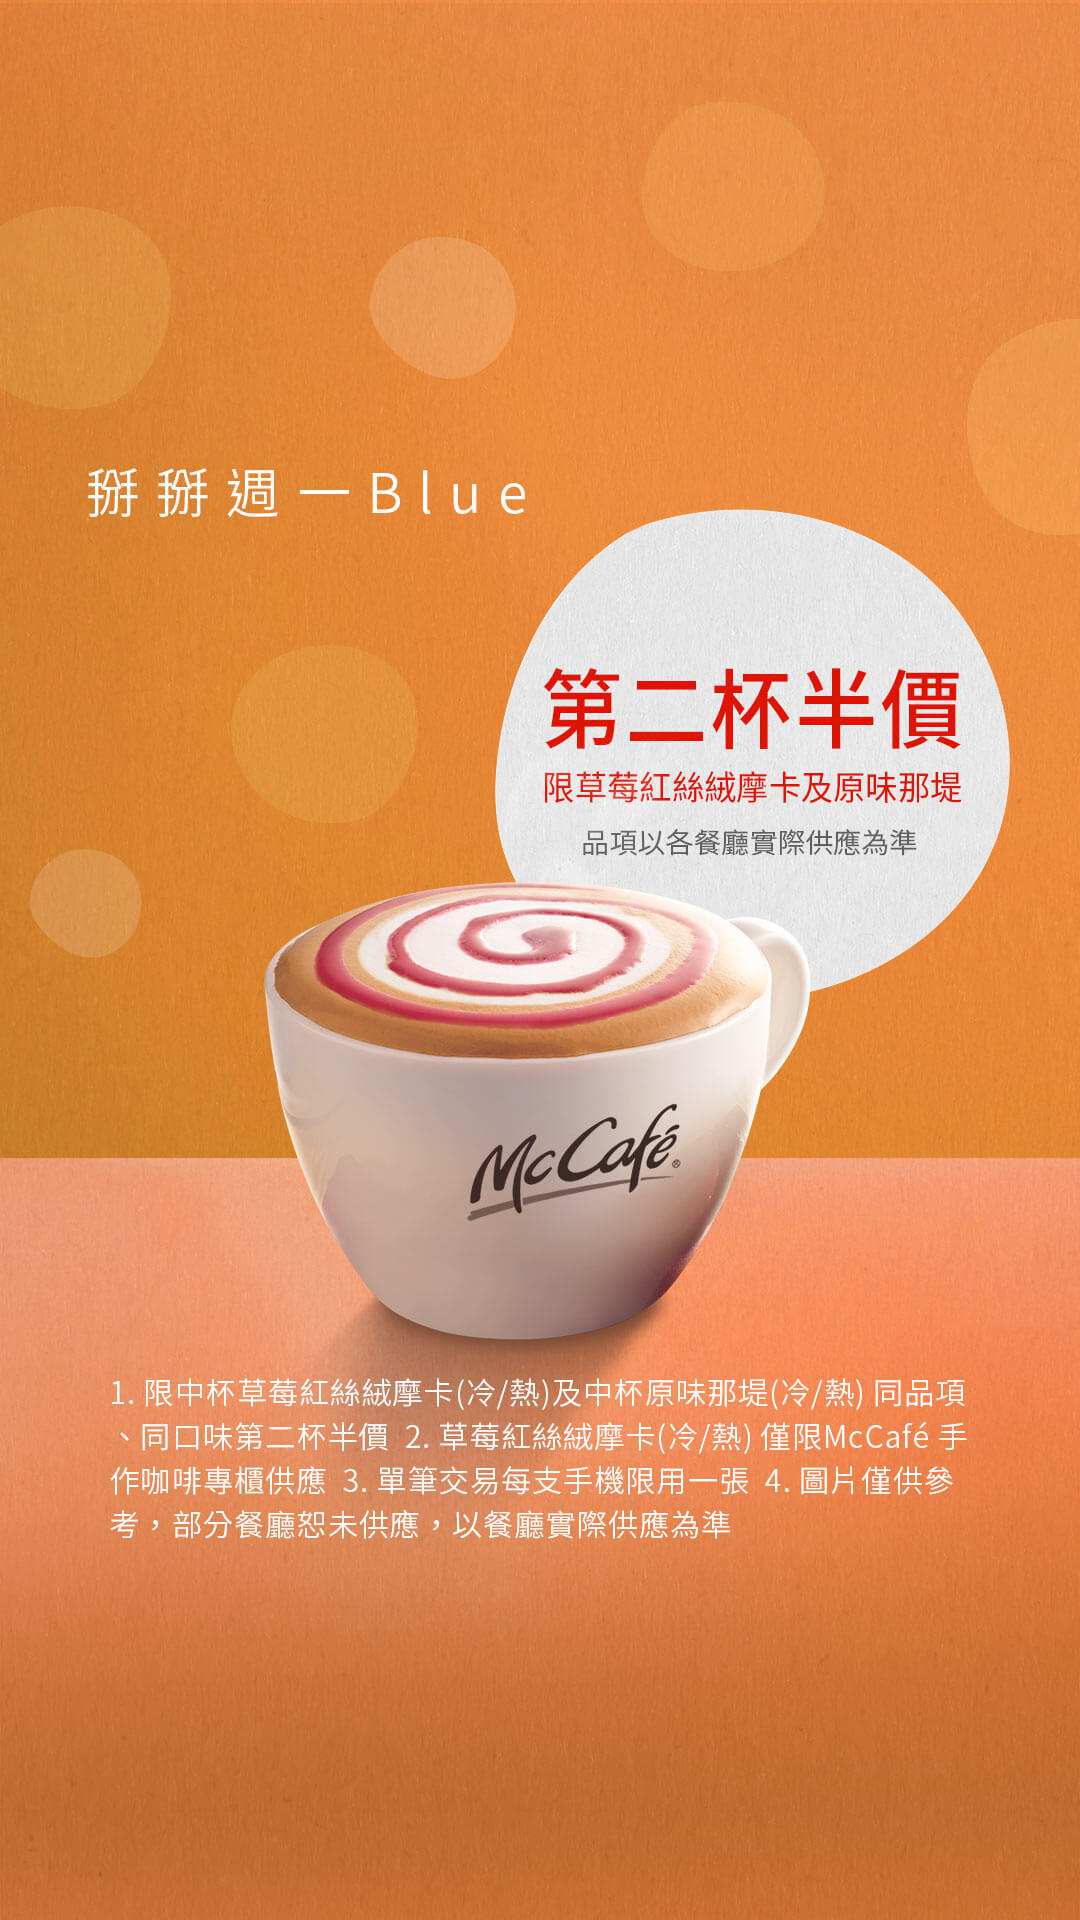 掰掰週一Blue
第二杯半價
限草莓紅絲絨摩卡及原味那堤
品項以各餐廳實際供應為準
McCafé®
1. 限中杯草莓紅絲絨摩卡(冷/熱)及中杯原味那堤(冷/熱) 同品項
、同口味第二杯半價 2. 草莓紅絲絨摩卡(冷/熱) 僅限McCafé 手
作咖啡專櫃供應 3. 單筆交易每支手機限用一張 4. 圖片僅供參
考，部分餐廳恕未供應，以餐廳實際供應為準